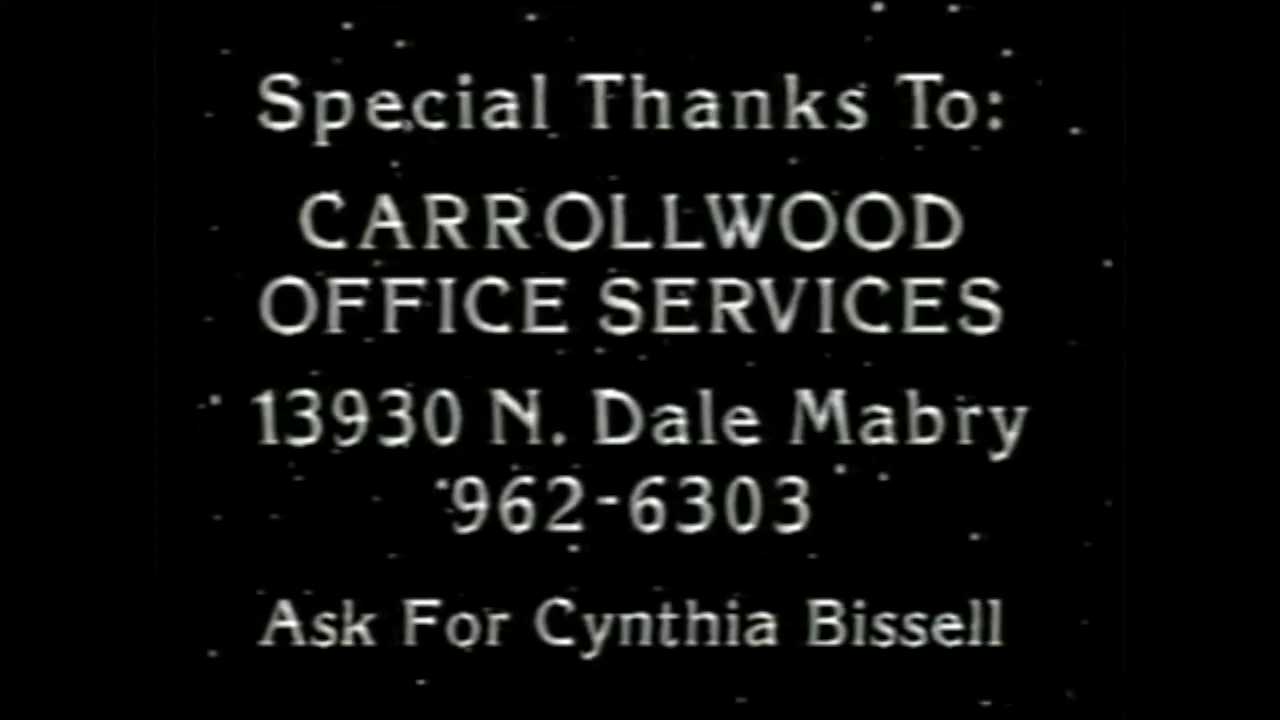 Special Thanks To:
CARROLLWOOD
OFFICE SERVICES
13930 N. Dale Mabry
962-6303
Ask For Cynthia Bissell